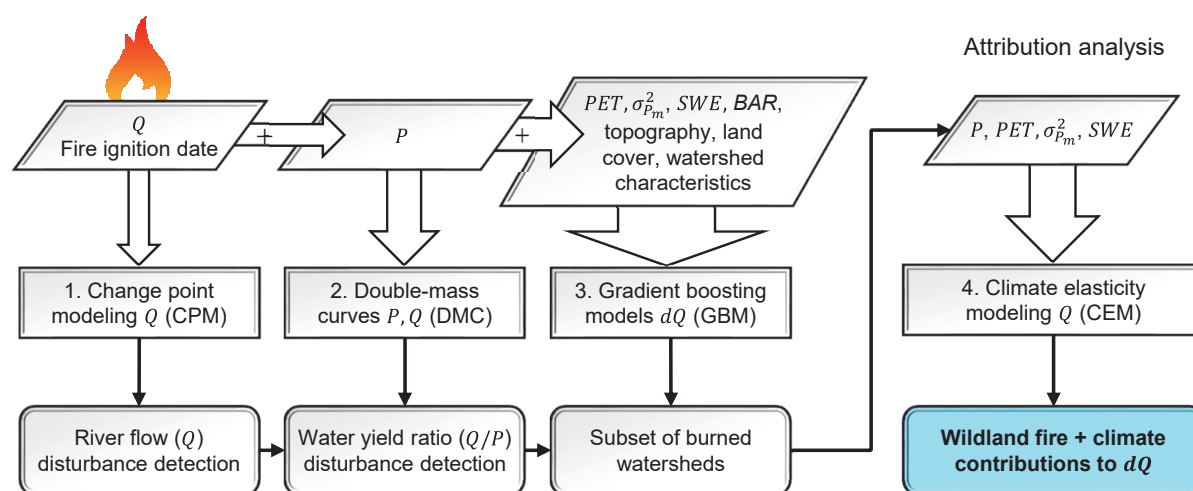 Attribution analysis
Q
Fire ignition date
+
P
+
PET, σ²_{P_m}, SWE, BAR,
topography, land
cover, watershed
characteristics
P, PET, σ²_{P_m}, SWE
1. Change point
modeling Q (CPM)
2. Double-mass
curves P, Q (DMC)
3. Gradient boosting
models dQ (GBM)
4. Climate elasticity
modeling Q (CEM)
River flow (Q)
disturbance detection
Water yield ratio (Q/P)
disturbance detection
Subset of burned
watersheds
Wildland fire + climate
contributions to dQ